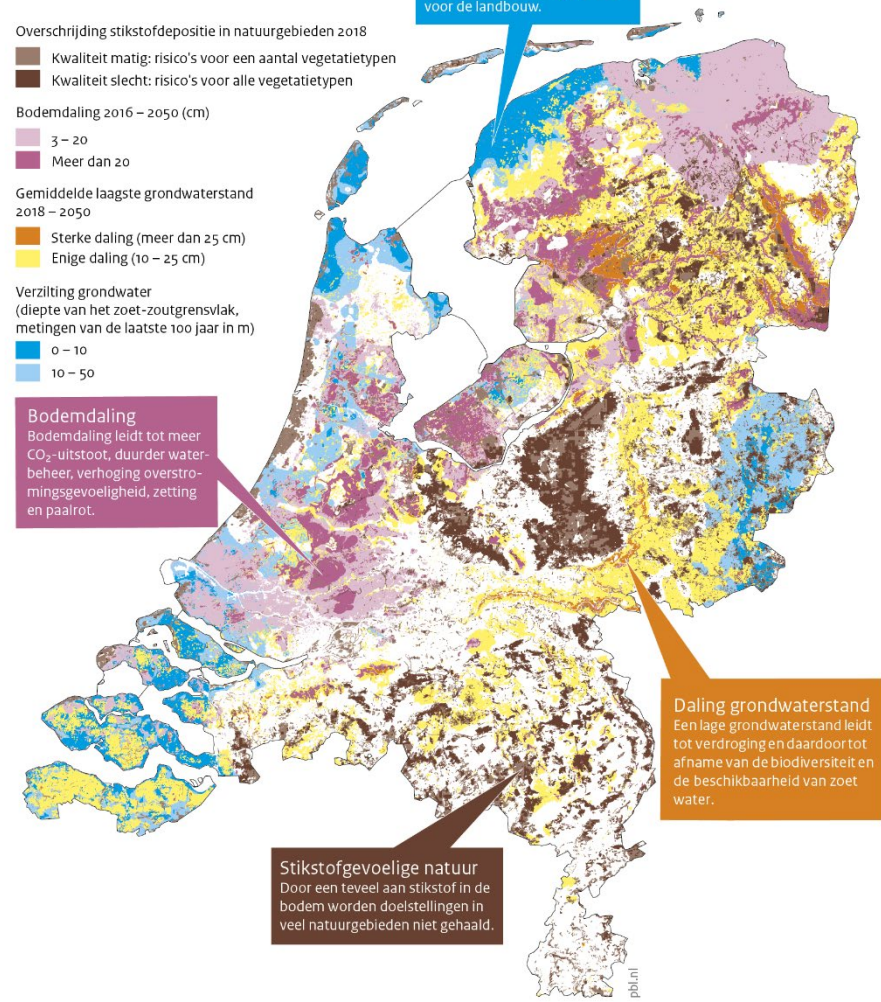 voor de landbouw.
Overschrijding stikstofdepositie in natuurgebieden 2018
Kwaliteit matig: risico's voor een aantal vegetatietypen
Kwaliteit slecht: risico's voor alle vegetatietypen
Bodemdaling 2016 – 2050 (cm)
3 – 20
Meer dan 20
Gemiddelde laagste grondwaterstand
2018 – 2050
Sterke daling (meer dan 25 cm)
Enige daling (10 – 25 cm)
Verzilting grondwater
(diepte van het zoet-zoutgrensvlak,
metingen van de laatste 100 jaar in m)
0 – 10
10 – 50
Bodemdaling
Bodemdaling leidt tot meer
CO₂-uitstoot, duurder water-
beheer, verhoging overstro-
mingsgevoeligheid, zetting
en paalrot.
Daling grondwaterstand
Een lage grondwaterstand leidt
tot verdroging en daardoor tot
afname van de biodiversiteit en
de beschikbaarheid van zoet
water.
Stikstofgevoelige natuur
Door een teveel aan stikstof in de
bodem worden doelstellingen in
veel natuurgebieden niet gehaald.
pbl.nl